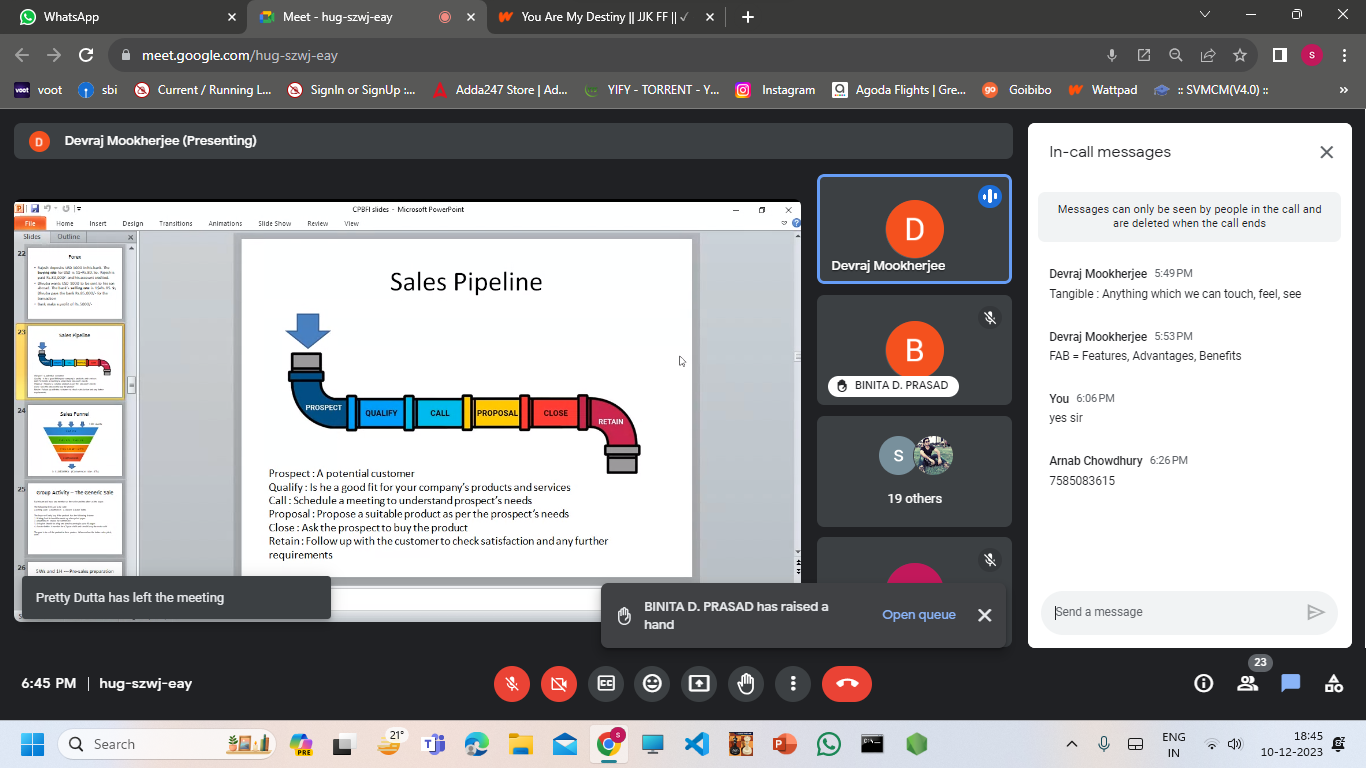 WhatsApp
Meet - hug-szwj-eay
You Are My Destiny || JJK FF || ✓
meet.google.com/hug-szwj-eay
S
voot
voot
sbi
Current / Running L...
SignIn or SignUp :...
Adda247 Store | Ad...
YIFY - TORRENT - Y...
Instagram
Agoda Flights | Gre...
go
Goibibo
Wattpad
:: SVMCM(V4.0) ::
»
D
Devraj Mookherjee (Presenting)
CPBFI slides - Microsoft PowerPoint
File
Home
Insert
Design
Transitions
Animations
Slide Show
Review
View
Slides
Outline
22
Forex
23
Sales Pipeline
24
Sales Funnel
25
Group Activity – The Generic Sale
26
5Ws and 1H ----Pre-sales preparation
Sales Pipeline
PROSPECT
QUALIFY
CALL
PROPOSAL
CLOSE
RETAIN
Prospect : A potential customer
Qualify : Is he a good fit for your company's products and services
Call : Schedule a meeting to understand prospect's needs
Proposal : Propose a suitable product as per the prospect's needs
Close : Ask the prospect to buy the product
Retain : Follow up with the customer to check satisfaction and any further
requirements
D
Devraj Mookherjee
B
BINITA D. PRASAD
S
19 others
Pretty Dutta has left the meeting
BINITA D. PRASAD has raised a
hand
Open queue
In-call messages
Messages can only be seen by people in the call and
are deleted when the call ends
Devraj Mookherjee 5:49 PM
Tangible : Anything which we can touch, feel, see
Devraj Mookherjee 5:53 PM
FAB = Features, Advantages, Benefits
You 6:06 PM
yes sir
Arnab Chowdhury 6:26 PM
7585083615
Send a message
6:45 PM | hug-szwj-eay
CC
23
Search
PRE
21°
S
ENG
IN
18:45
10-12-2023